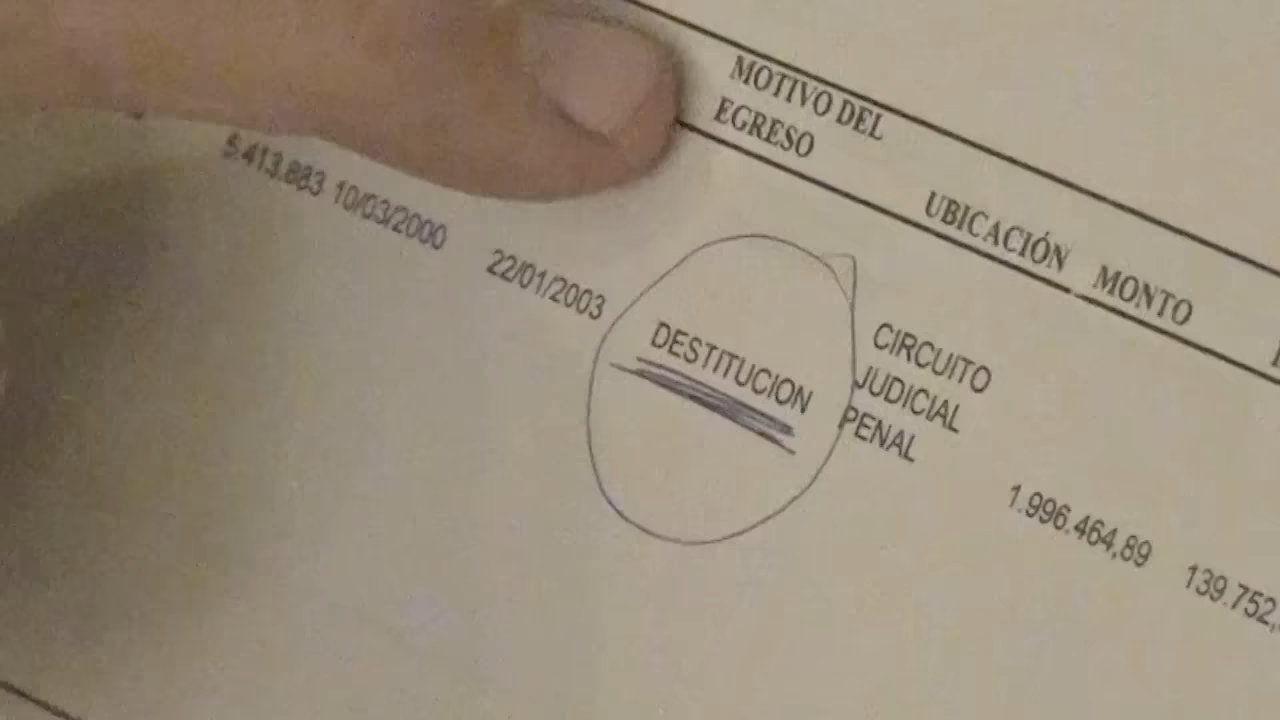 MOTIVO DEL
EGRESO
UBICACIÓN MONTO
5.413.883 10/03/2000 22/01/2003 DESTITUCION CIRCUITO
JUDICIAL
PENAL
1.996.464,89 139.752,